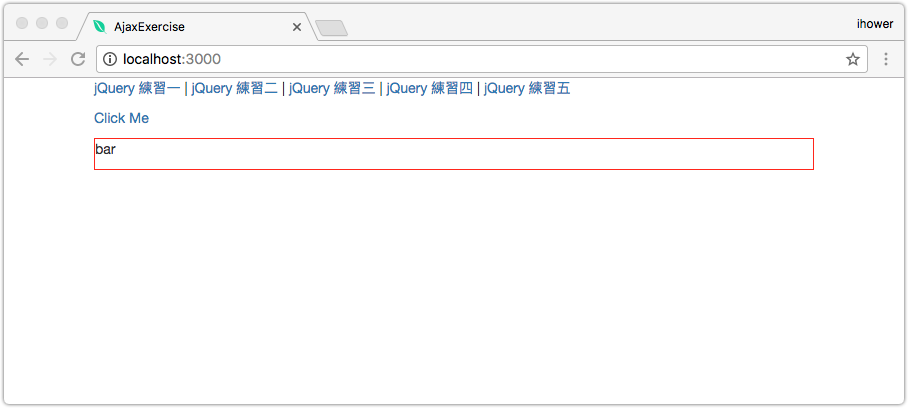 AjaxExercise
ihower
localhost:3000
jQuery 練習一 | jQuery 練習二 | jQuery 練習三 | jQuery 練習四 | jQuery 練習五
Click Me
bar